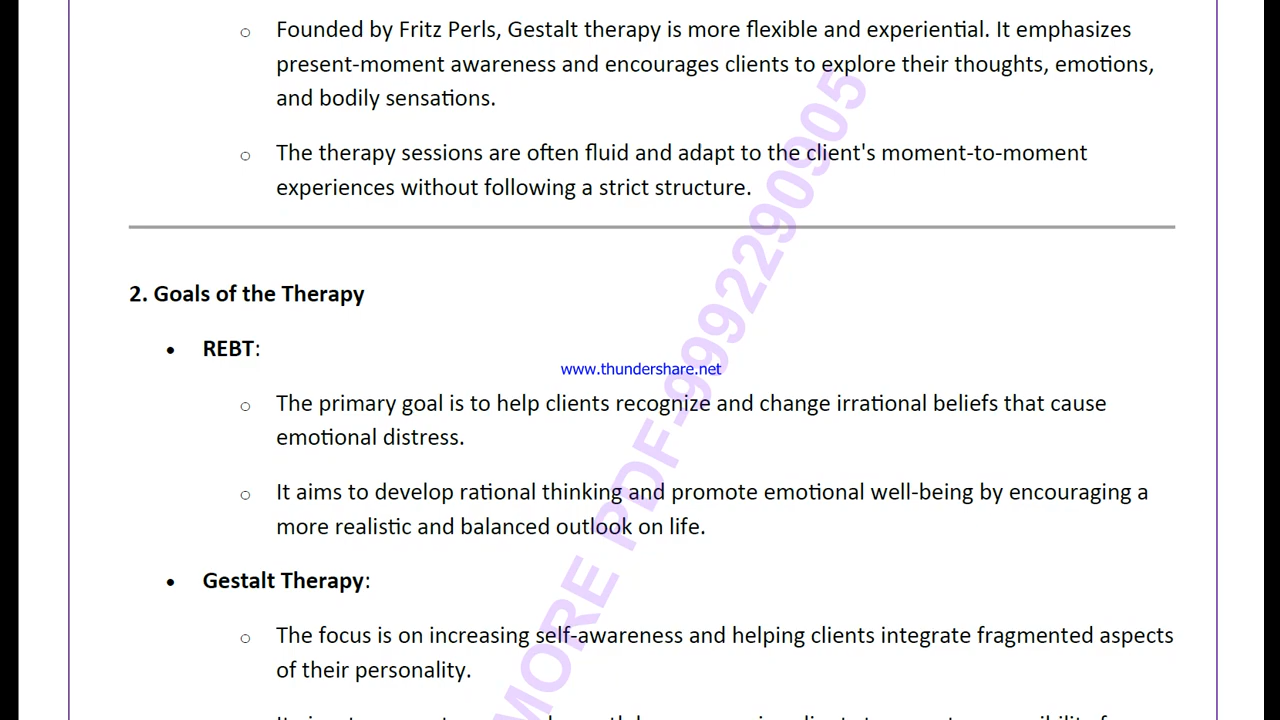 Founded by Fritz Perls, Gestalt therapy is more flexible and experiential. It emphasizes
present-moment awareness and encourages clients to explore their thoughts, emotions,
and bodily sensations.
The therapy sessions are often fluid and adapt to the client's moment-to-moment
experiences without following a strict structure.
2. Goals of the Therapy
REBT:
www.thundershare.net
The primary goal is to help clients recognize and change irrational beliefs that cause
emotional distress.
It aims to develop rational thinking and promote emotional well-being by encouraging a
more realistic and balanced outlook on life.
Gestalt Therapy:
The focus is on increasing self-awareness and helping clients integrate fragmented aspects
of their personality.
MORE PDF-9992290905